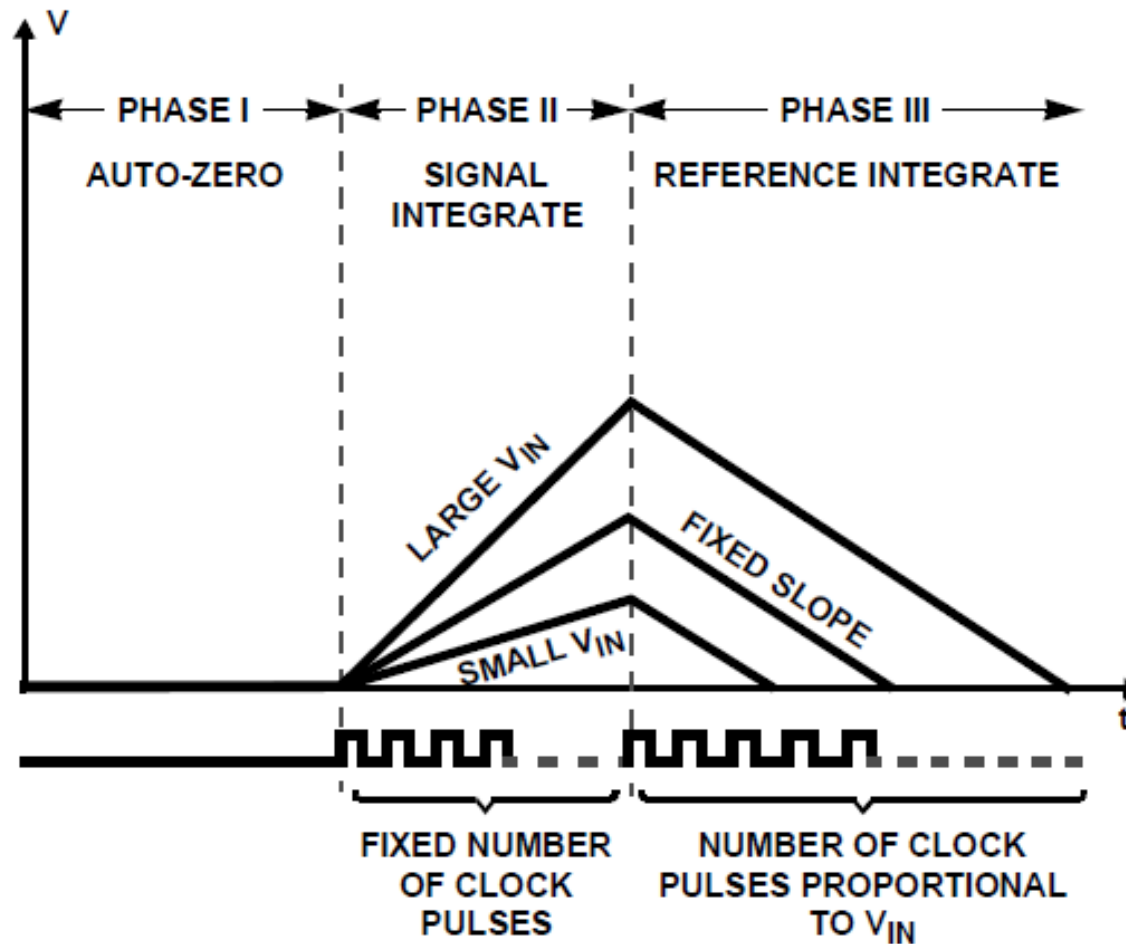 V
PHASE I
PHASE II
PHASE III
AUTO-ZERO
SIGNAL
INTEGRATE
REFERENCE INTEGRATE
LARGE VIN
FIXED SLOPE
SMALL VIN
t
FIXED NUMBER
OF CLOCK
PULSES
NUMBER OF CLOCK
PULSES PROPORTIONAL
TO VIN